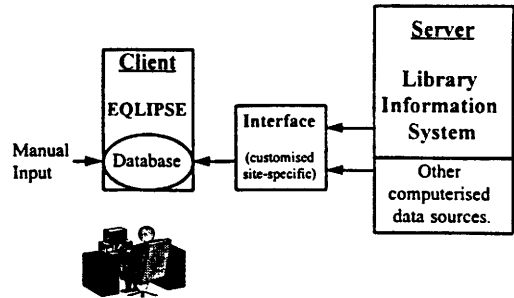 Client
EQLIPSE
Database
Manual
Input
Interface
(customised
site-specific)
Server
Library
Information
System
Other
computerised
data sources.